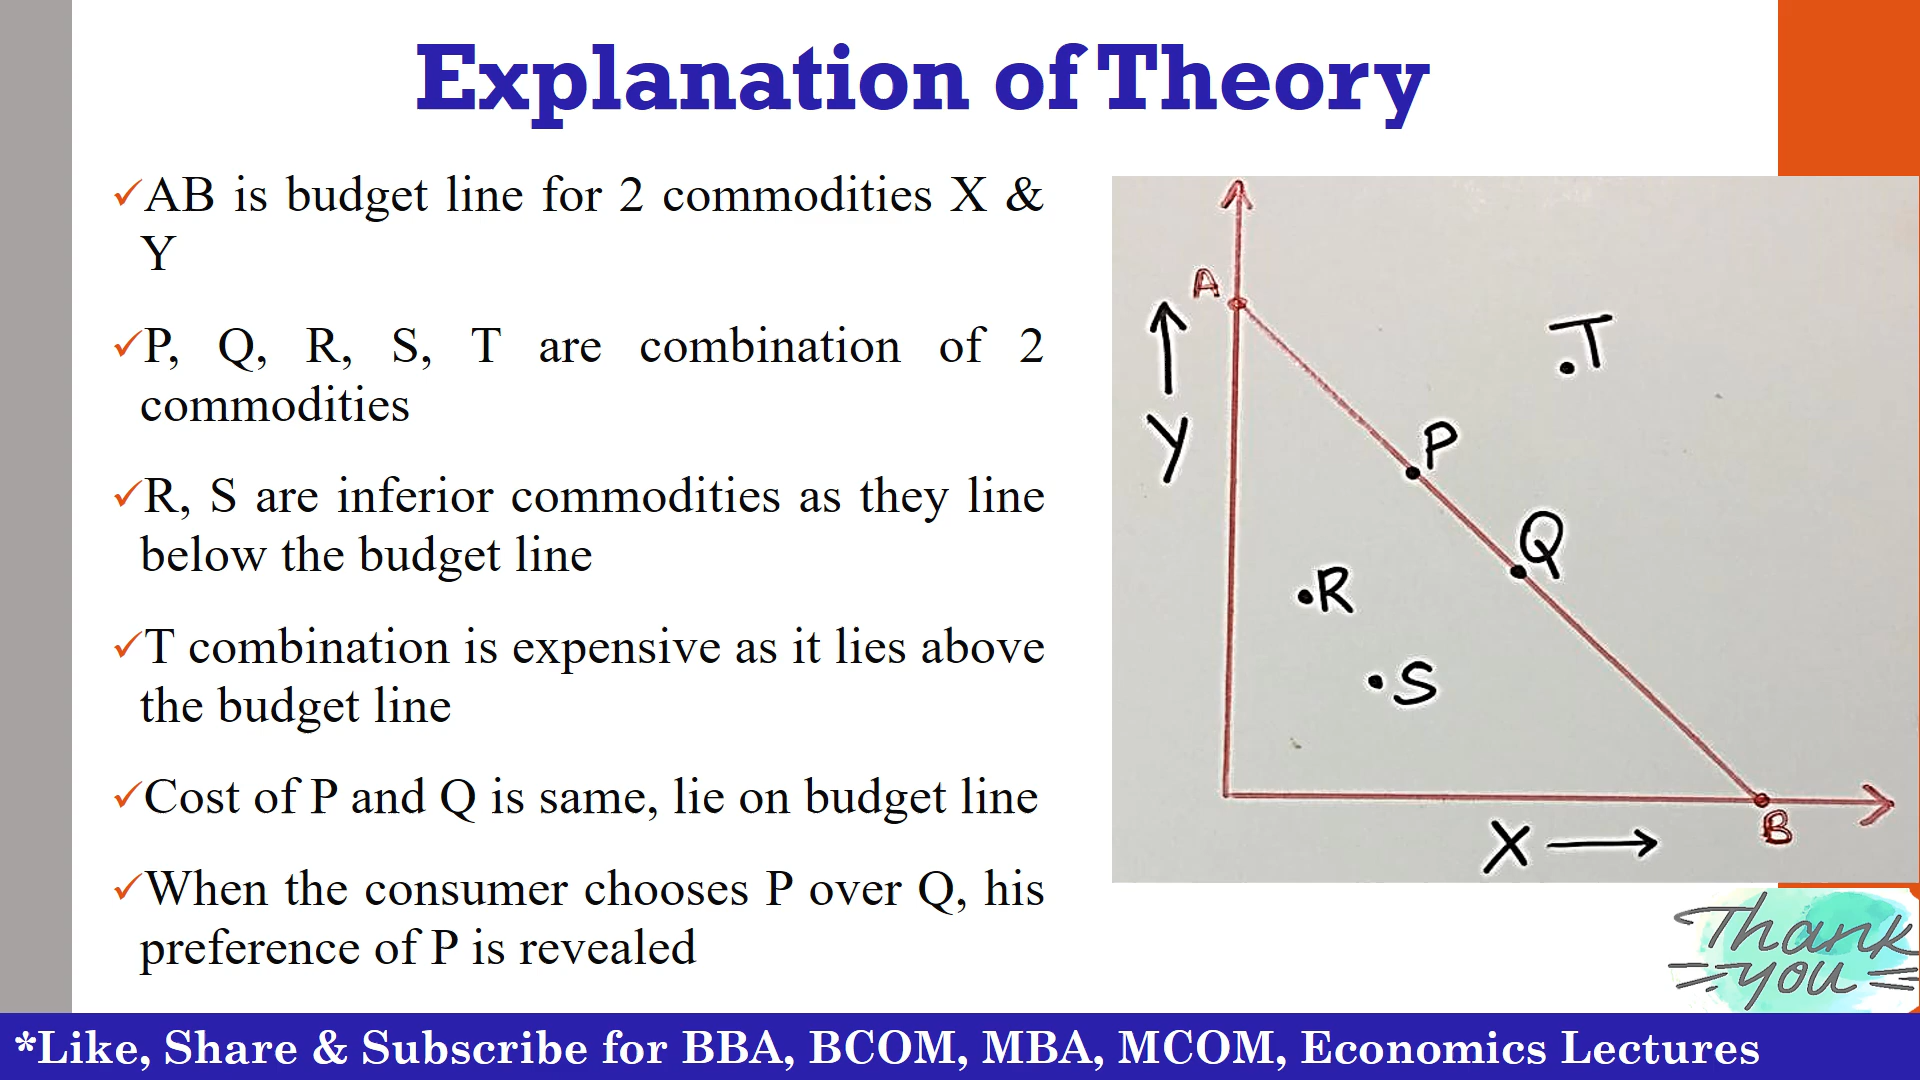 Explanation of Theory
✓AB is budget line for 2 commodities X &
Y
✓P, Q, R, S, T are combination of 2
commodities
✓R, S are inferior commodities as they line
below the budget line
✓T combination is expensive as it lies above
the budget line
✓Cost of P and Q is same, lie on budget line
✓When the consumer chooses P over Q, his
preference of P is revealed
A
T
Y
P
Q
R
S
B
X
Thank
you
*Like, Share & Subscribe for BBA, BCOM, MBA, MCOM, Economics Lectures